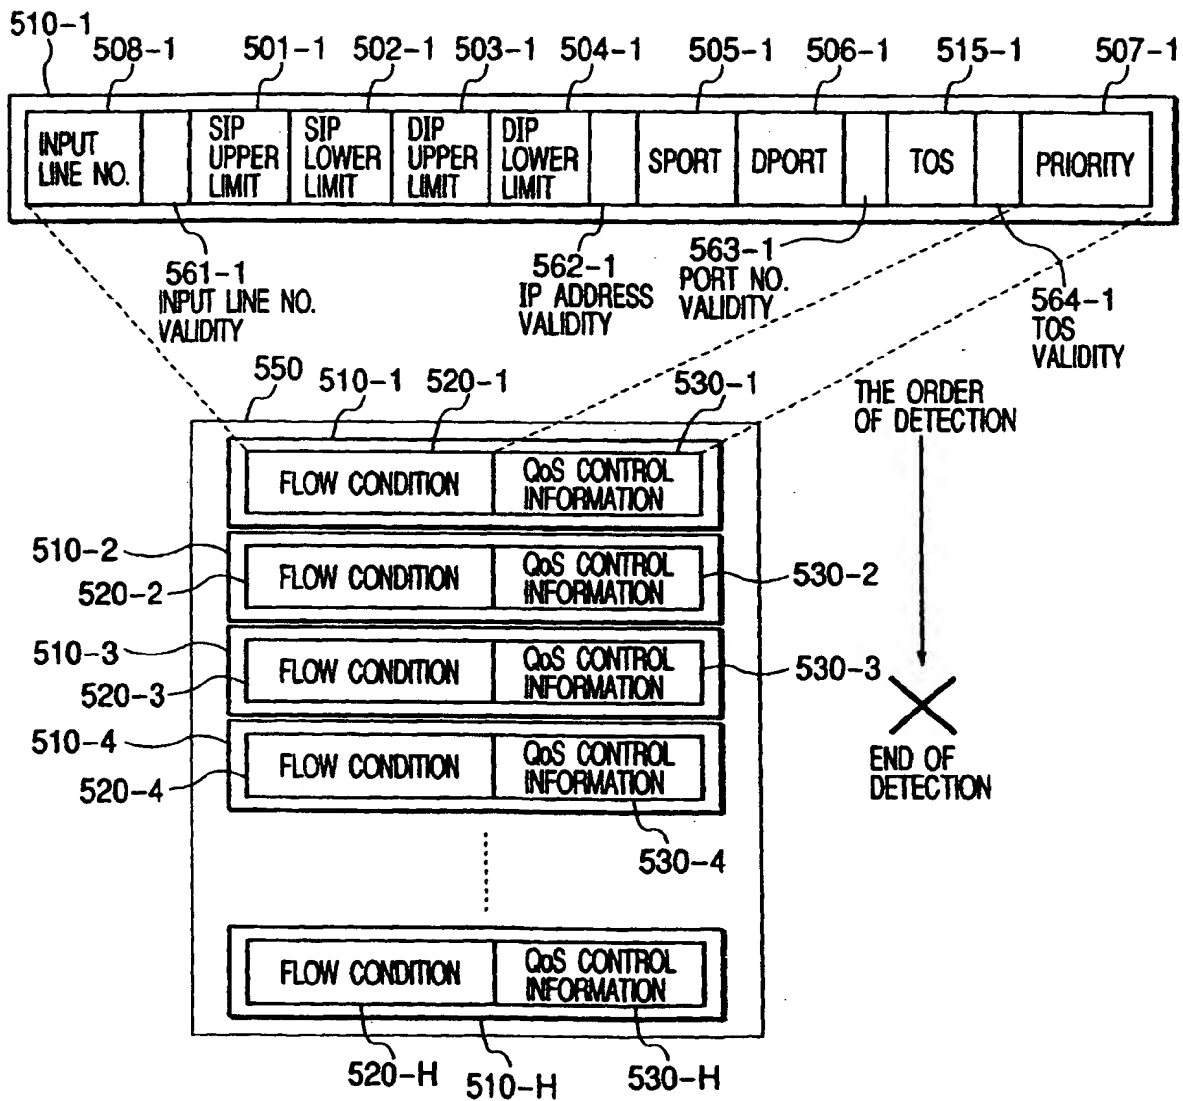 510-1
508-1 501-1 502-1 503-1 504-1 505-1 506-1 515-1 507-1
INPUT
LINE NO.
SIP
UPPER
LIMIT
SIP
LOWER
LIMIT
DIP
UPPER
LIMIT
DIP
LOWER
LIMIT
SPORT
DPORT
TOS
PRIORITY
561-1
INPUT LINE NO.
VALIDITY
562-1
IP ADDRESS
VALIDITY
563-1
PORT NO.
VALIDITY
564-1
TOS
VALIDITY
550
510-1
520-1
530-1
FLOW CONDITION
QoS CONTROL
INFORMATION
510-2
520-2
FLOW CONDITION
QoS CONTROL
INFORMATION
530-2
510-3
520-3
FLOW CONDITION
QoS CONTROL
INFORMATION
530-3
510-4
520-4
FLOW CONDITION
QoS CONTROL
INFORMATION
530-4
FLOW CONDITION
QoS CONTROL
INFORMATION
520-H
510-H
530-H
THE ORDER
OF DETECTION
END OF
DETECTION